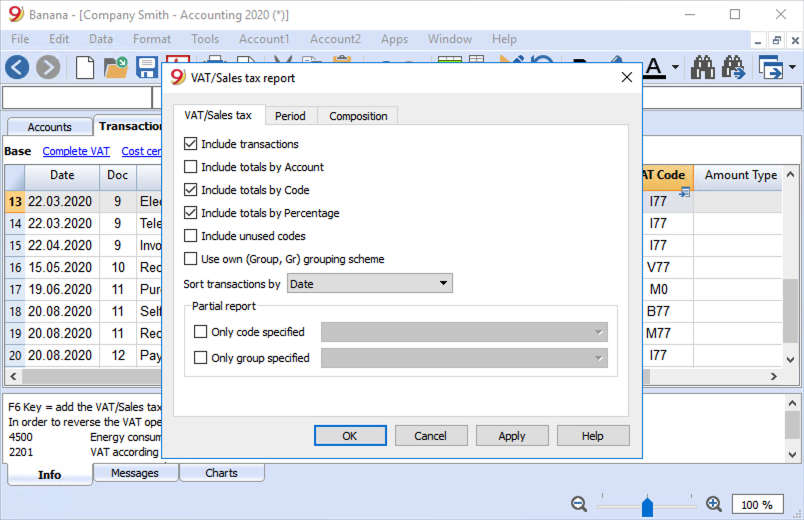 Banana - [Company Smith - Accounting 2020 (*)]
File Edit Data Format Tools Account1 Account2 Apps Window Help
VAT/Sales tax report
VAT/Sales tax Period Composition
Include transactions
Include totals by Account
Include totals by Code
Include totals by Percentage
Include unused codes
Use own (Group, Gr) grouping scheme
Sort transactions by Date
Partial report
Only code specified
Only group specified
OK Cancel Apply Help
Accounts Transaction
Base Complete VAT Cost cen
Date Doc AT Code Amount Type
13 22.03.2020 9 Elec I77
14 22.03.2020 9 Tele I77
15 22.04.2020 9 Invo I77
16 15.05.2020 10 Rec V77
17 19.06.2020 11 Pur M0
18 20.08.2020 11 Self B77
19 20.08.2020 11 Rec M77
20 20.08.2020 12 Pay I77
F6 Key = add the VAT/Sales tax
In order to reverse the VAT ope
4500 Energy consum
2201 VAT according
Info Messages Charts
100 %